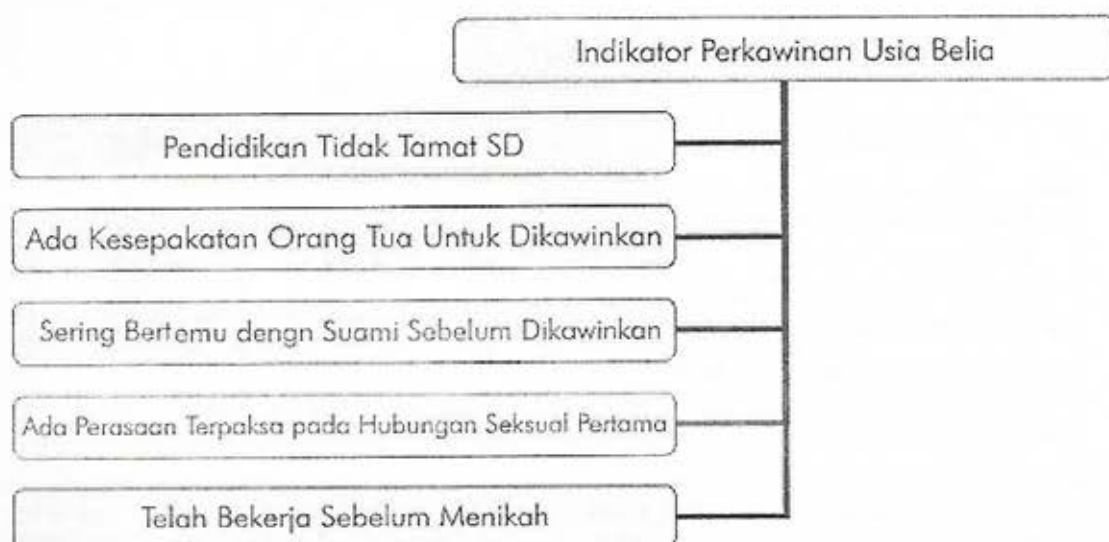 Indikator Perkawinan Usia Belia
Pendidikan Tidak Tamat SD
Ada Kesepakatan Orang Tua Untuk Dikawinkan
Sering Bertemu dengn Suami Sebelum Dikawinkan
Ada Perasaan Terpaksa pada Hubungan Seksual Pertama
Telah Bekerja Sebelum Menikah